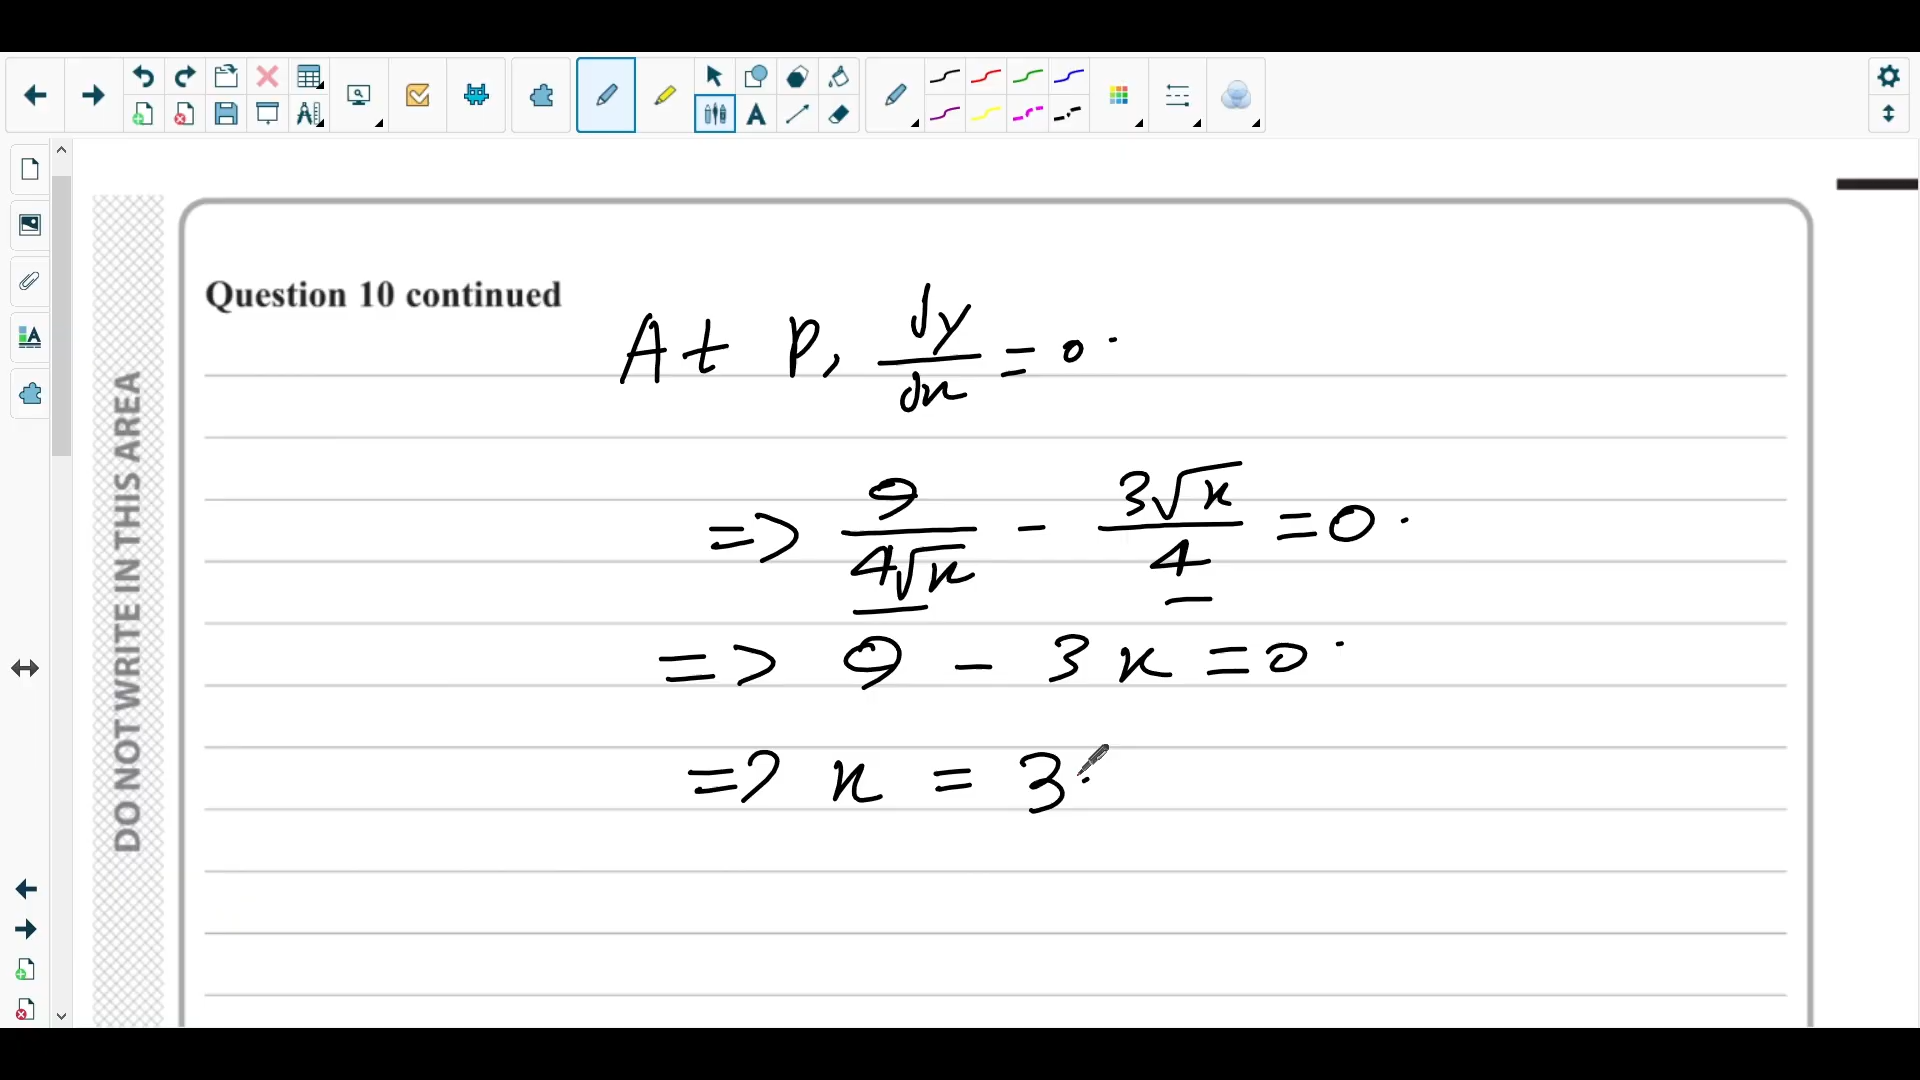 DO NOT WRITE IN THIS AREA
Question 10 continued
At P, dy/dx = 0.
=> 9/(4√x) - 3√x/4 = 0.
=> 9 - 3x = 0.
=> x = 3.